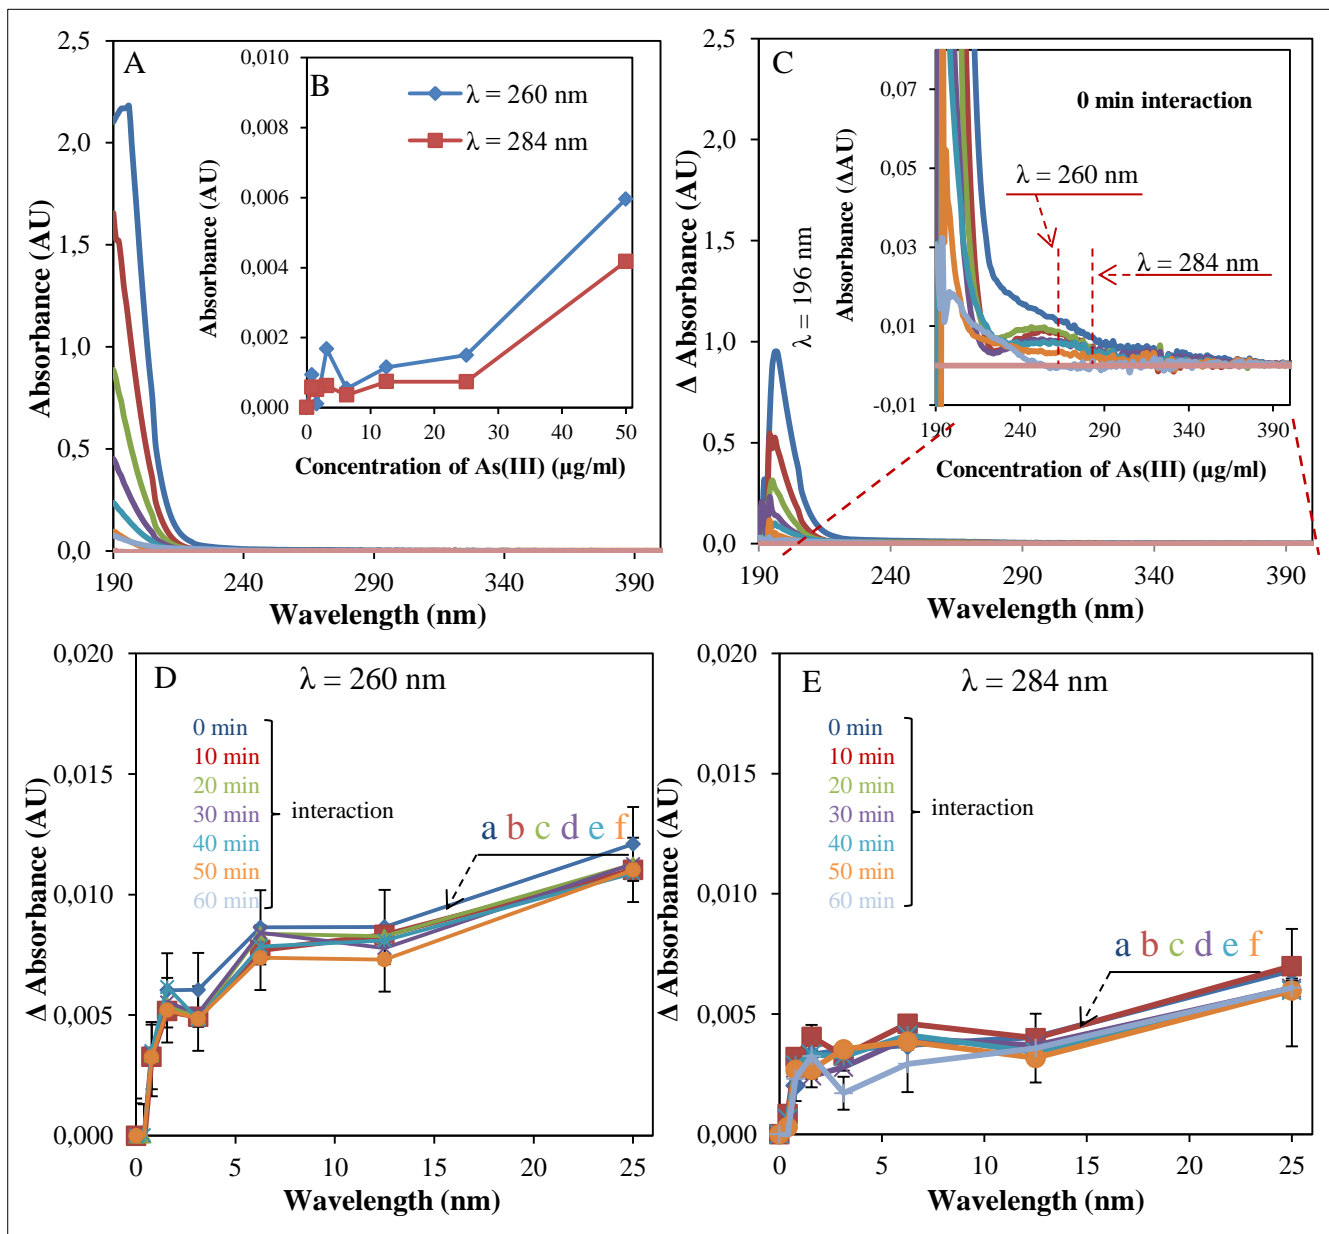 A
2,5
2,0
1,5
1,0
0,5
0,0
Absorbance (AU)
190 240 290 340 390
Wavelength (nm)
B
λ = 260 nm
λ = 284 nm
0,010
0,008
0,006
0,004
0,002
0,000
Absorbance (AU)
0 10 20 30 40 50
Concentration of As(III) (µg/ml)
C
2,5
2,0
1,5
1,0
0,5
0,0
Δ Absorbance (AU)
λ = 196 nm
190 240 290 340 390
Wavelength (nm)
0 min interaction
λ = 260 nm
λ = 284 nm
0,07
0,05
0,03
0,01
-0,01
Absorbance (ΔAU)
190 240 290 340 390
Concentration of As(III) (µg/ml)
D
λ = 260 nm
0,020
0,015
0,010
0,005
0,000
Δ Absorbance (AU)
0 min
10 min
20 min
30 min
40 min
50 min
60 min
interaction
a b c d e f
0 5 10 15 20 25
Wavelength (nm)
E
λ = 284 nm
0,020
0,015
0,010
0,005
0,000
Δ Absorbance (AU)
0 min
10 min
20 min
30 min
40 min
50 min
60 min
interaction
a b c d e f
0 5 10 15 20 25
Wavelength (nm)